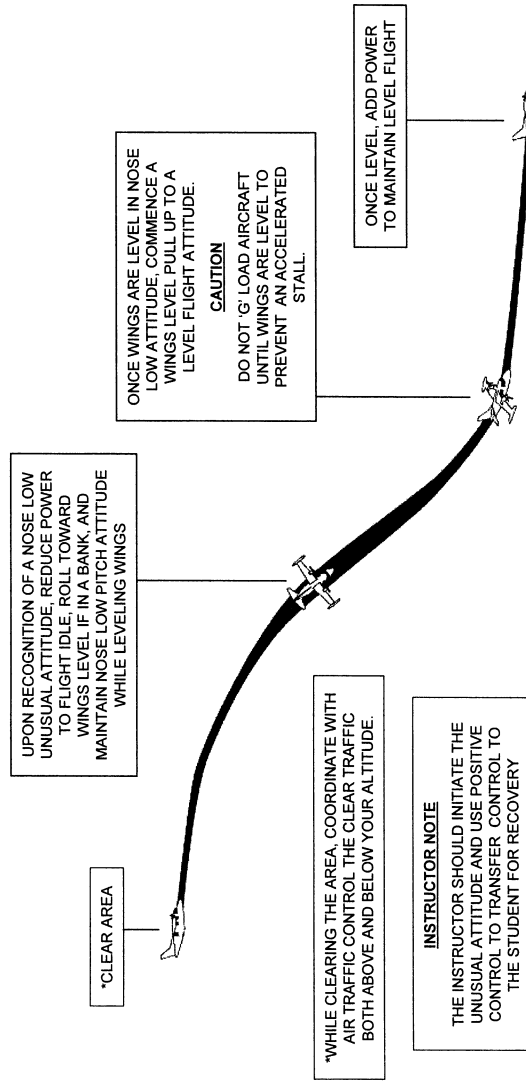 *CLEAR AREA
UPON RECOGNITION OF A NOSE LOW
UNUSUAL ATTITUDE, REDUCE POWER
TO FLIGHT IDLE, ROLL TOWARD
WINGS LEVEL IF IN A BANK, AND
MAINTAIN NOSE LOW PITCH ATTITUDE
WHILE LEVELING WINGS
ONCE WINGS ARE LEVEL IN NOSE
LOW ATTITUDE, COMMENCE A
WINGS LEVEL PULL UP TO A
LEVEL FLIGHT ATTITUDE.
CAUTION
DO NOT 'G' LOAD AIRCRAFT
UNTIL WINGS ARE LEVEL TO
PREVENT AN ACCELERATED
STALL.
ONCE LEVEL, ADD POWER
TO MAINTAIN LEVEL FLIGHT
*WHILE CLEARING THE AREA, COORDINATE WITH
AIR TRAFFIC CONTROL THE CLEAR TRAFFIC
BOTH ABOVE AND BELOW YOUR ALTITUDE.
INSTRUCTOR NOTE
THE INSTRUCTOR SHOULD INITIATE THE
UNUSUAL ATTITUDE AND USE POSITIVE
CONTROL TO TRANSFER CONTROL TO
THE STUDENT FOR RECOVERY